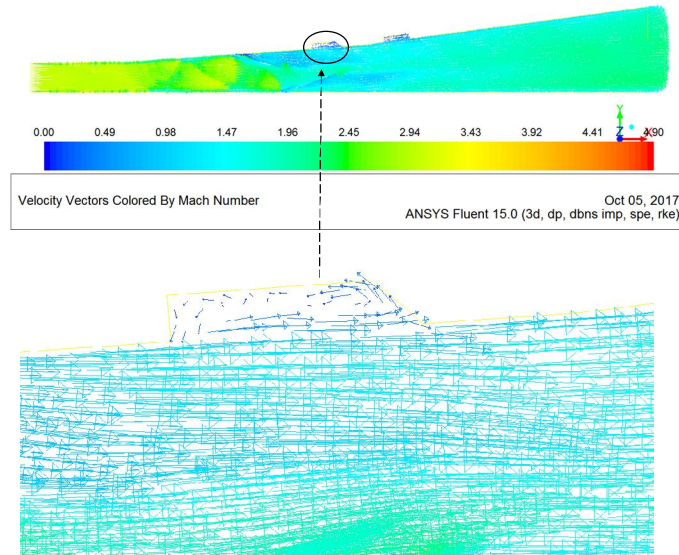 Y
Z X
0.00 0.49 0.98 1.47 1.96 2.45 2.94 3.43 3.92 4.41 4.90
Velocity Vectors Colored By Mach Number
Oct 05, 2017
ANSYS Fluent 15.0 (3d, dp, dbns imp, spe, rke)